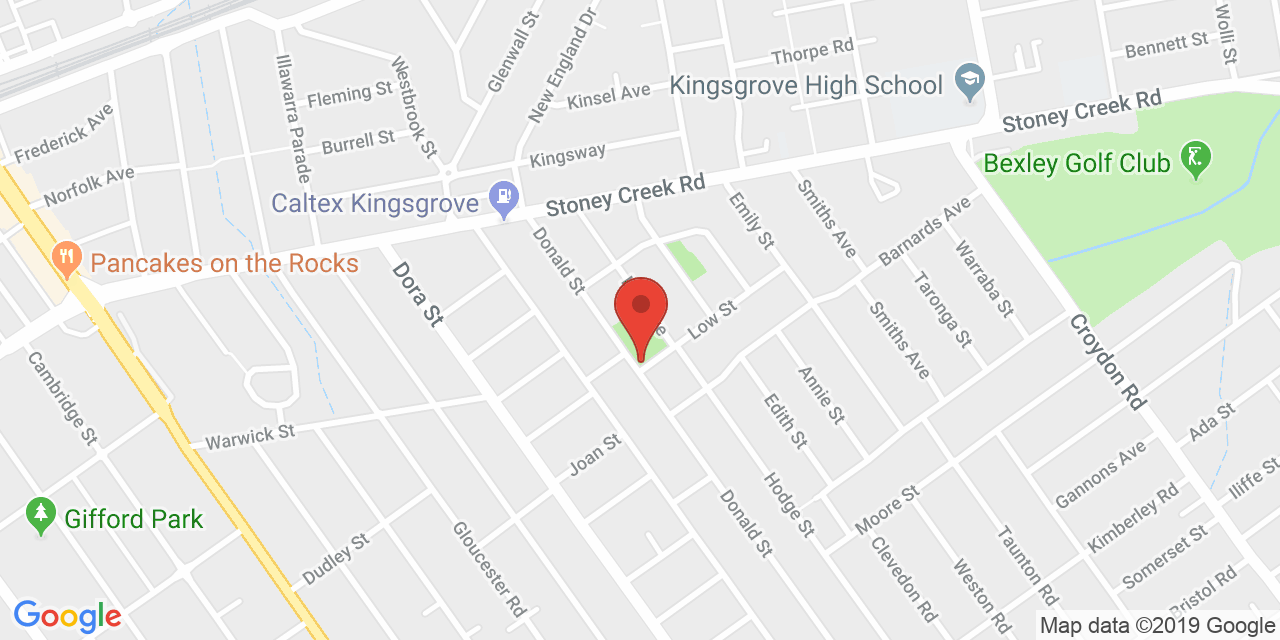 Wolli St
Glenwall St
New England Dr
Thorpe Rd
Bennett St
Illawarra Parade
Westbrook St
Fleming St
Kinsel Ave
Kingsgrove High School
Stoney Creek Rd
Frederick Ave
Burrell St
Kingsway
Bexley Golf Club
Norfolk Ave
Caltex Kingsgrove
Stoney Creek Rd
Emily St
Smiths Ave
Barnards Ave
Warraba St
Pancakes on the Rocks
Dora St
Donald St
Taronga St
Low St
Smiths Ave
Croydon Rd
Cambridge St
Annie St
Edith St
Warwick St
Joan St
Ada St
Gannons Ave
Iliffe St
Hodge St
Moore St
Kimberley Rd
Gifford Park
Donald St
Gloucester Rd
Dudley St
Clevedon Rd
Weston Rd
Taunton Rd
Somerset St
Bristol Rd
Google
Map data ©2019 Google